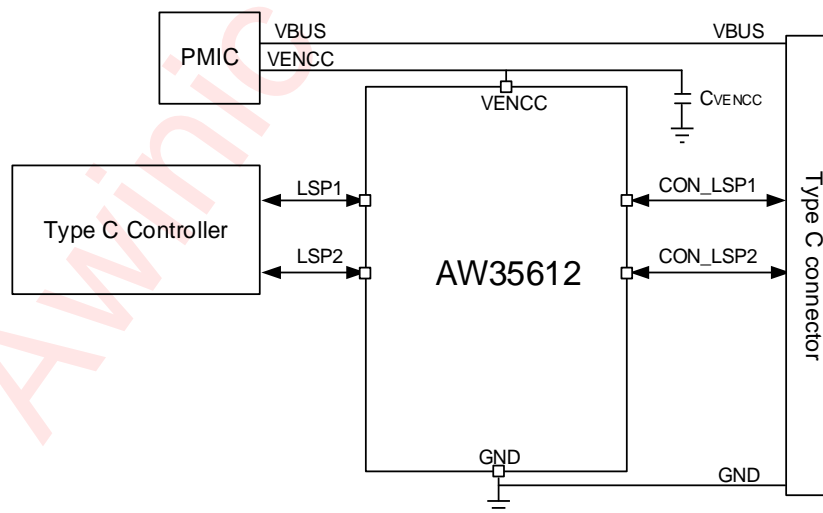 VBUS VBUS
PMIC
VENCC
VENCC
CVENCC
LSP1 CON_LSP1
Type C Controller
LSP2 CON_LSP2
AW35612
Type C connector
GND
GND
Awinic